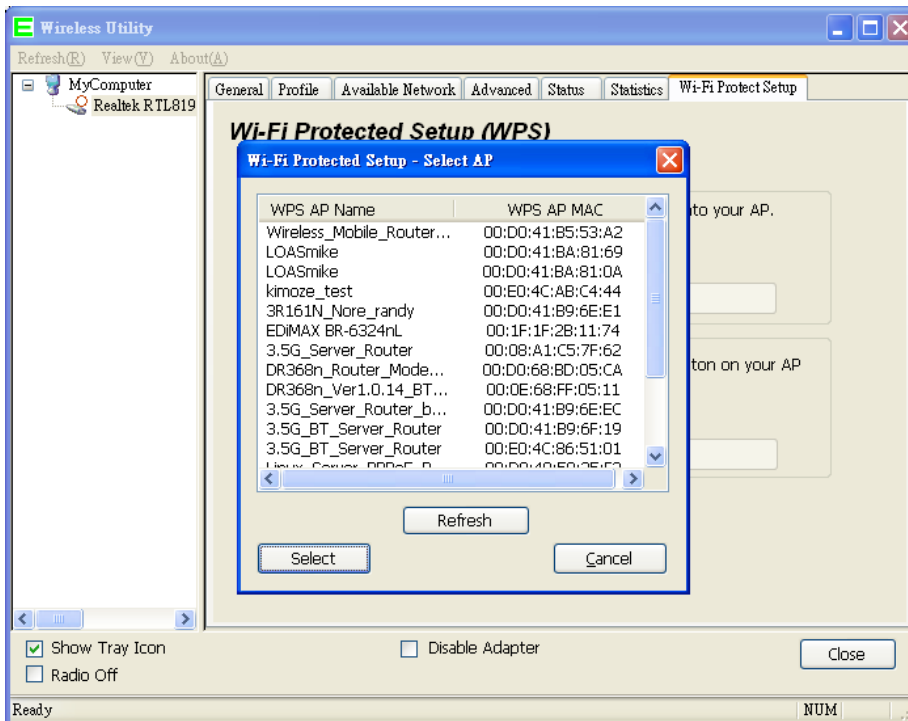 Wireless Utility
Refresh(R) View(V) About(A)
MyComputer
Realtek RTL819
General Profile Available Network Advanced Status Statistics Wi-Fi Protect Setup
Wi-Fi Protected Setup (WPS)
Wi-Fi Protected Setup - Select AP
WPS AP Name WPS AP MAC
Wireless_Mobile_Router... 00:D0:41:B5:53:A2
LOASmike 00:D0:41:BA:81:69
LOASmike 00:D0:41:BA:81:0A
kimoze_test 00:E0:4C:AB:C4:44
3R161N_Nore_randy 00:D0:41:B9:6E:E1
EDiMAX BR-6324nL 00:1F:1F:2B:11:74
3.5G_Server_Router 00:08:A1:C5:7F:62
DR368n_Router_Mode... 00:D0:68:BD:05:CA
DR368n_Ver1.0.14_BT... 00:0E:68:FF:05:11
3.5G_Server_Router_b... 00:D0:41:B9:6E:EC
3.5G_BT_Server_Router 00:D0:41:B9:6F:19
3.5G_BT_Server_Router 00:E0:4C:86:51:01
nto your AP.
ton on your AP
Refresh
Select Cancel
Show Tray Icon Disable Adapter
Radio Off
Close
Ready NUM